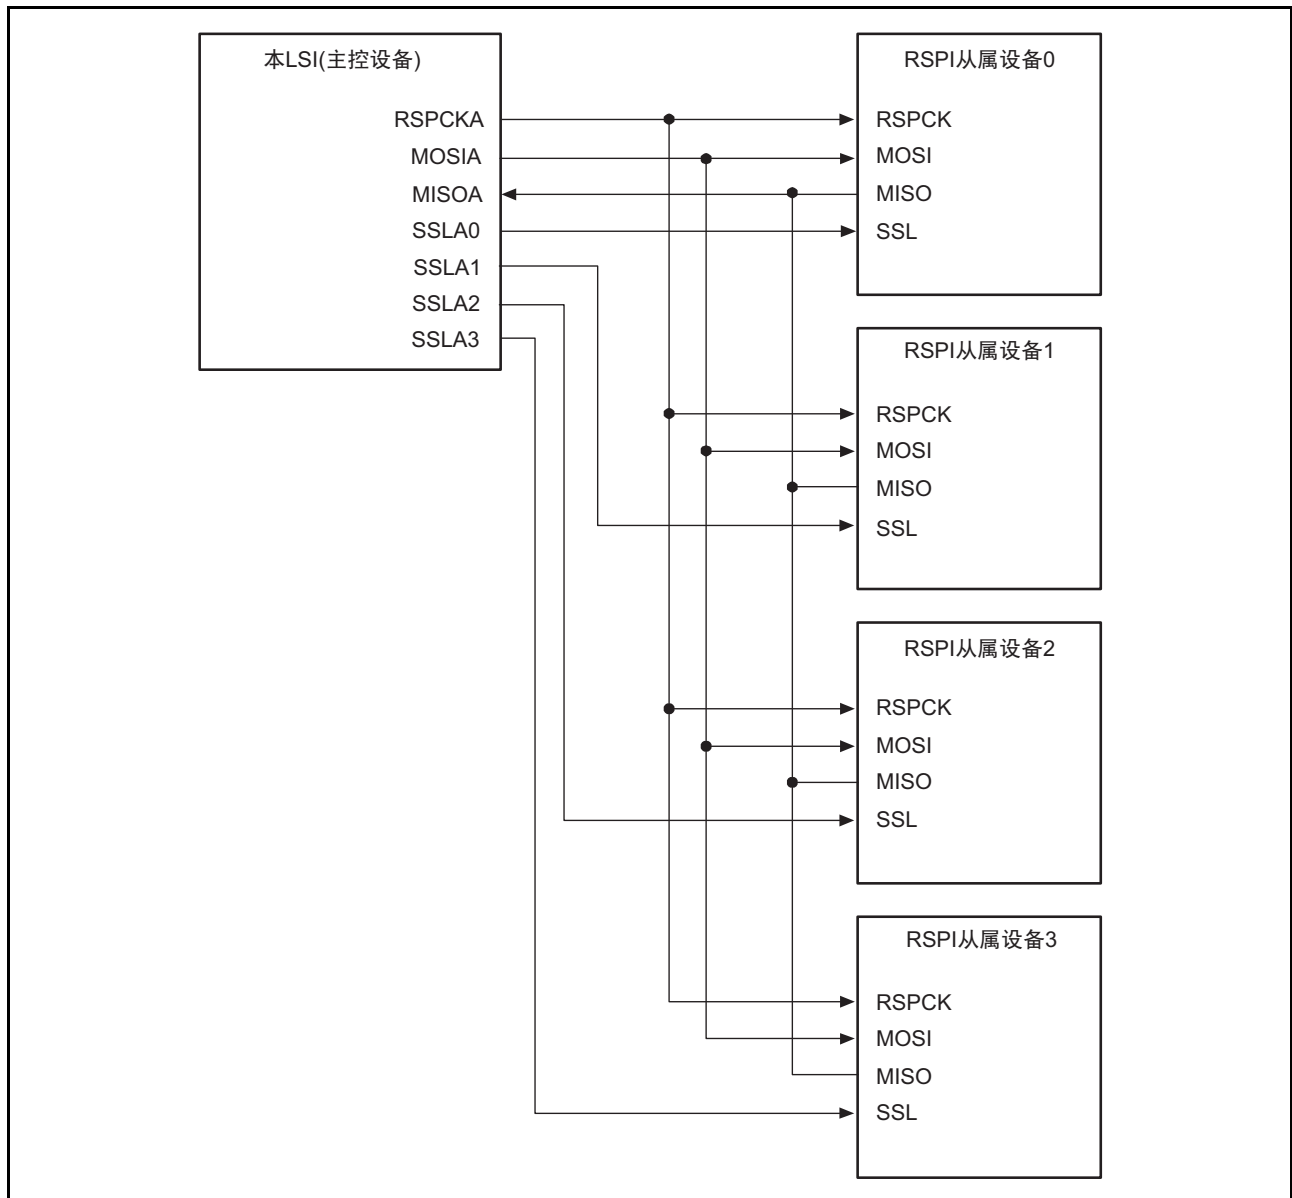 本LSI(主控设备)
RSPCKA
MOSIA
MISOA
SSLA0
SSLA1
SSLA2
SSLA3
RSPI从属设备0
RSPCK
MOSI
MISO
SSL
RSPI从属设备1
RSPCK
MOSI
MISO
SSL
RSPI从属设备2
RSPCK
MOSI
MISO
SSL
RSPI从属设备3
RSPCK
MOSI
MISO
SSL